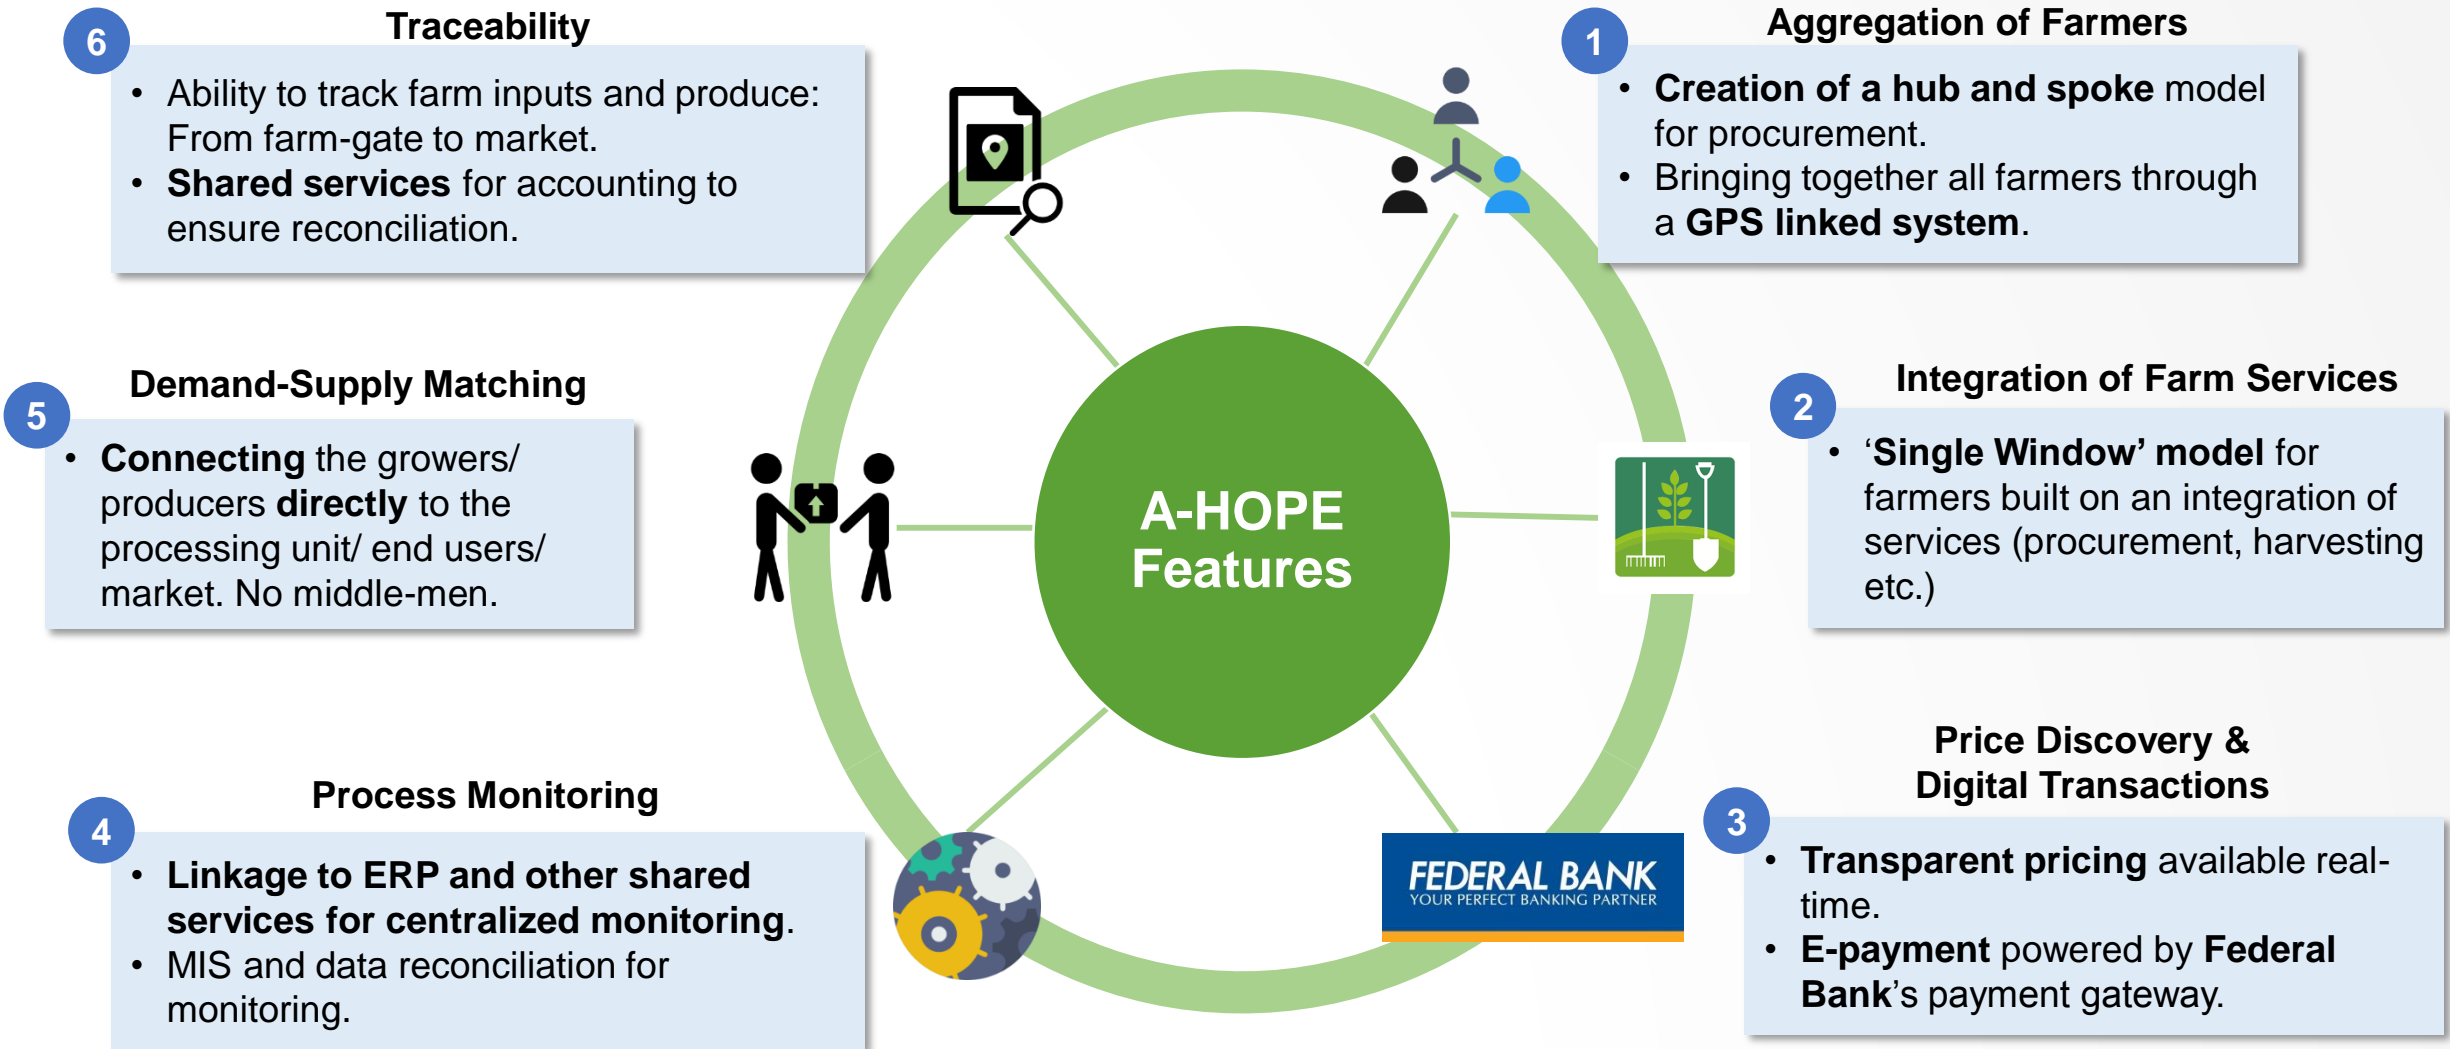 Traceability
6
• Ability to track farm inputs and produce:
From farm-gate to market.
• Shared services for accounting to
ensure reconciliation.
Aggregation of Farmers
1
• Creation of a hub and spoke model
for procurement.
• Bringing together all farmers through
a GPS linked system.
Demand-Supply Matching
5
• Connecting the growers/
producers directly to the
processing unit/ end users/
market. No middle-men.
A-HOPE
Features
Integration of Farm Services
2
• ‘Single Window’ model for
farmers built on an integration of
services (procurement, harvesting
etc.)
Process Monitoring
4
• Linkage to ERP and other shared
services for centralized monitoring.
• MIS and data reconciliation for
monitoring.
FEDERAL BANK
YOUR PERFECT BANKING PARTNER
Price Discovery &
Digital Transactions
3
• Transparent pricing available real-
time.
• E-payment powered by Federal
Bank’s payment gateway.